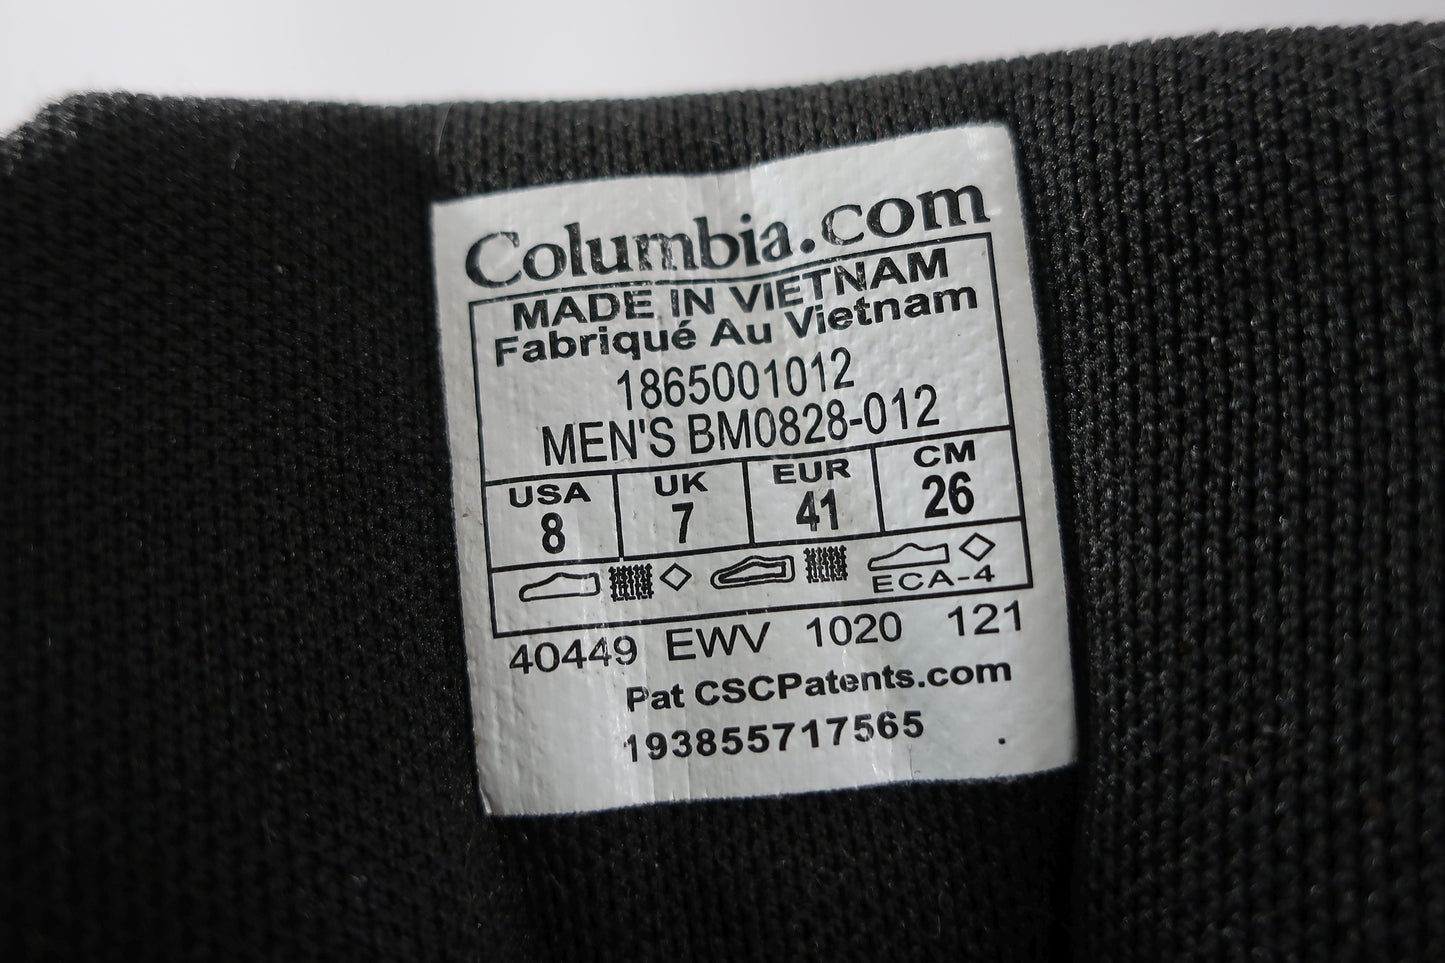 Columbia.com
MADE IN VIETNAM
Fabriqué Au Vietnam
1865001012
MEN'S BM0828-012
USA UK EUR CM
8 7 41 26
ECA-4
40449 EWV 1020 121
Pat CSCPatents.com
193855717565